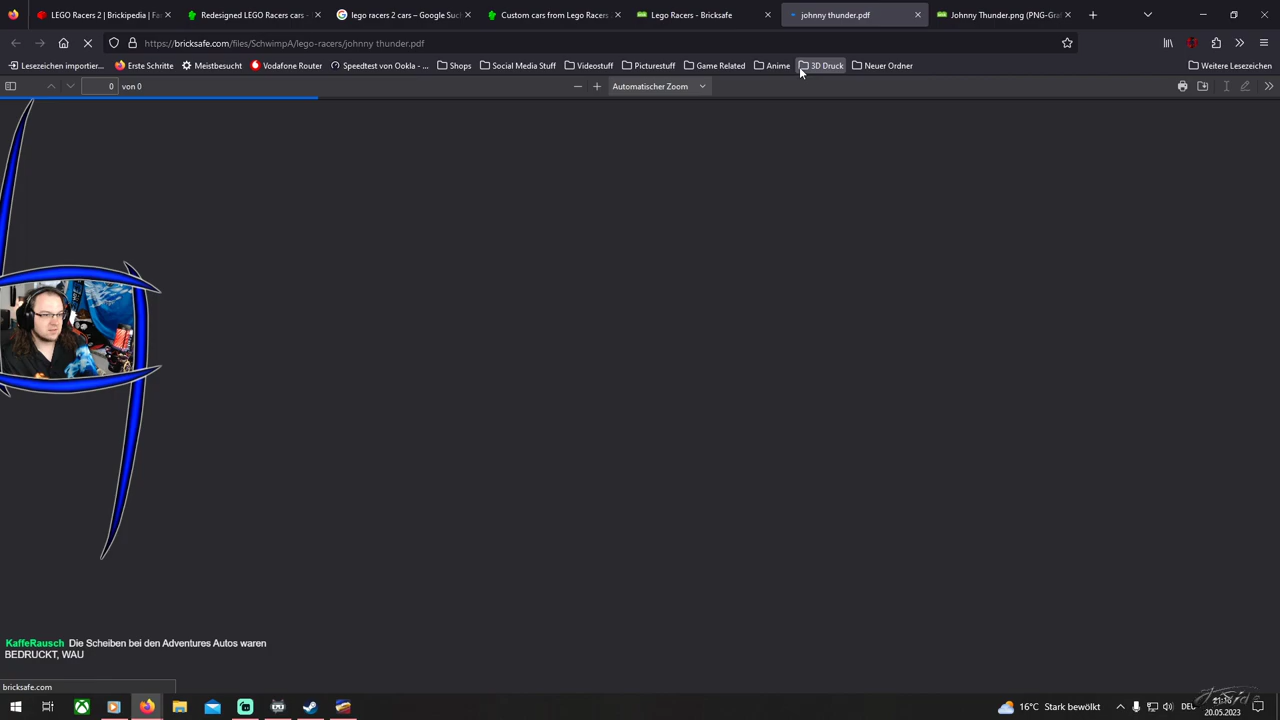 LEGO Racers 2 | Brickipedia | Fa
Redesigned LEGO Racers cars -
lego racers 2 cars – Google Suc
Custom cars from Lego Racers
Lego Racers - Bricksafe
johnny thunder.pdf
Johnny Thunder.png (PNG-Graf
https://bricksafe.com/files/SchwimpA/lego-racers/johnny thunder.pdf
Lesezeichen importier...
Erste Schritte
Meistbesucht
Vodafone Router
Speedtest von Ookla - ...
Shops
Social Media Stuff
Videostuff
Picturestuff
Game Related
Anime
3D Druck
Neuer Ordner
Weitere Lesezeichen
0 von 0
Automatischer Zoom
KaffeRausch Die Scheiben bei den Adventures Autos waren
BEDRUCKT, WAU
bricksafe.com
16°C Stark bewölkt
DE
20.05.2023